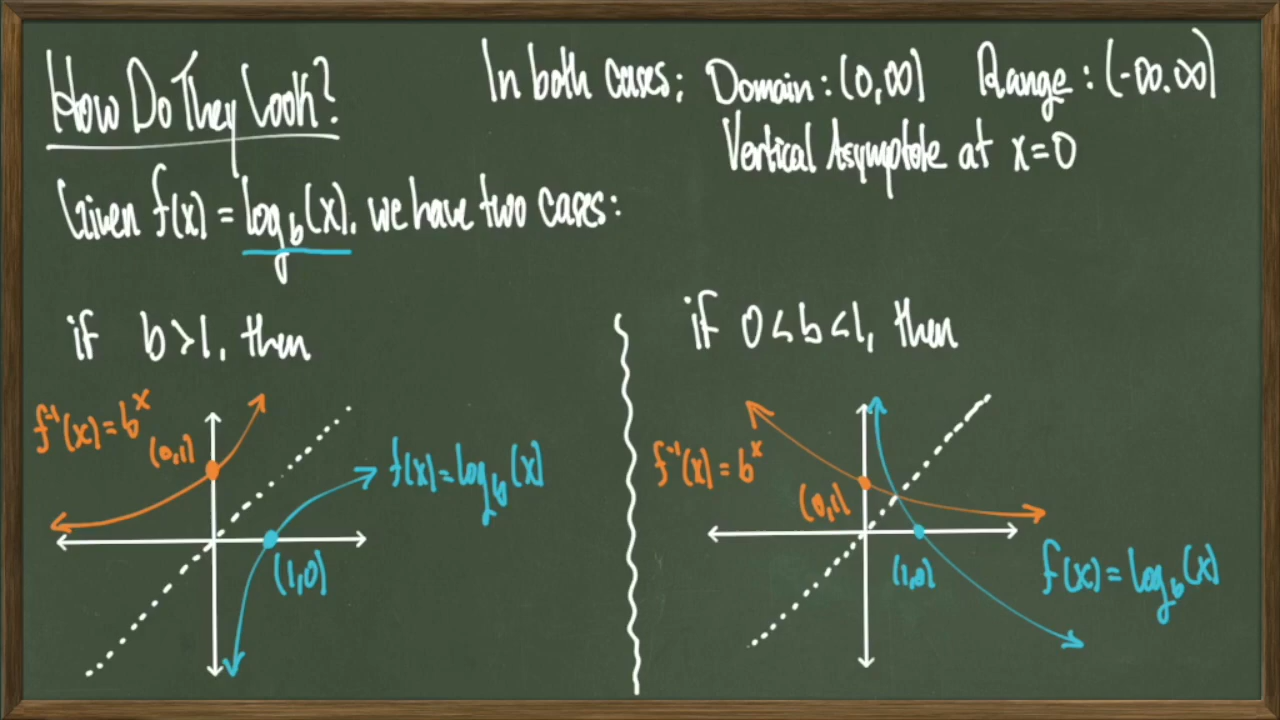 How Do They Look?
In both cases; Domain: (0,∞) Range: (-∞.∞)
Vertical Asymptote at x=0
Given f(x) = log_b(x), we have two cases:
if b>1, then
f⁻¹(x) = b^x
(0,1)
f(x) = log_b(x)
(1,0)
if 0<b<1, then
f⁻¹(x) = b^x
(0,1)
(1,0)
f(x) = log_b(x)